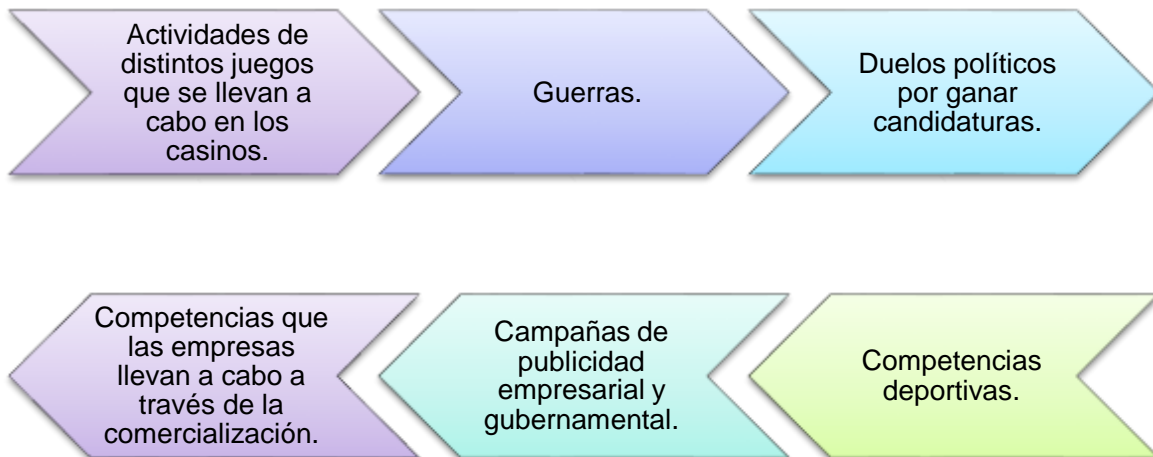 Actividades de
distintos juegos
que se llevan a
cabo en los
casinos.
Guerras.
Duelos políticos
por ganar
candidaturas.
Competencias que
las empresas
llevan a cabo a
través de la
comercialización.
Campañas de
publicidad
empresarial y
gubernamental.
Competencias
deportivas.